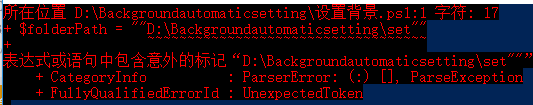 所在位置 D:\Backgroundautomaticsetting\设置背景.ps1:1 字符: 17
+ $folderPath = ""D:\Backgroundautomaticsetting\set""
+                 ~~~~~~~~~~~~~~~~~~~~~~~~~~~~~~~~~~~
表达式或语句中包含意外的标记“D:\Backgroundautomaticsetting\set""”
    + CategoryInfo          : ParserError: (:) [], ParseException
    + FullyQualifiedErrorId : UnexpectedToken